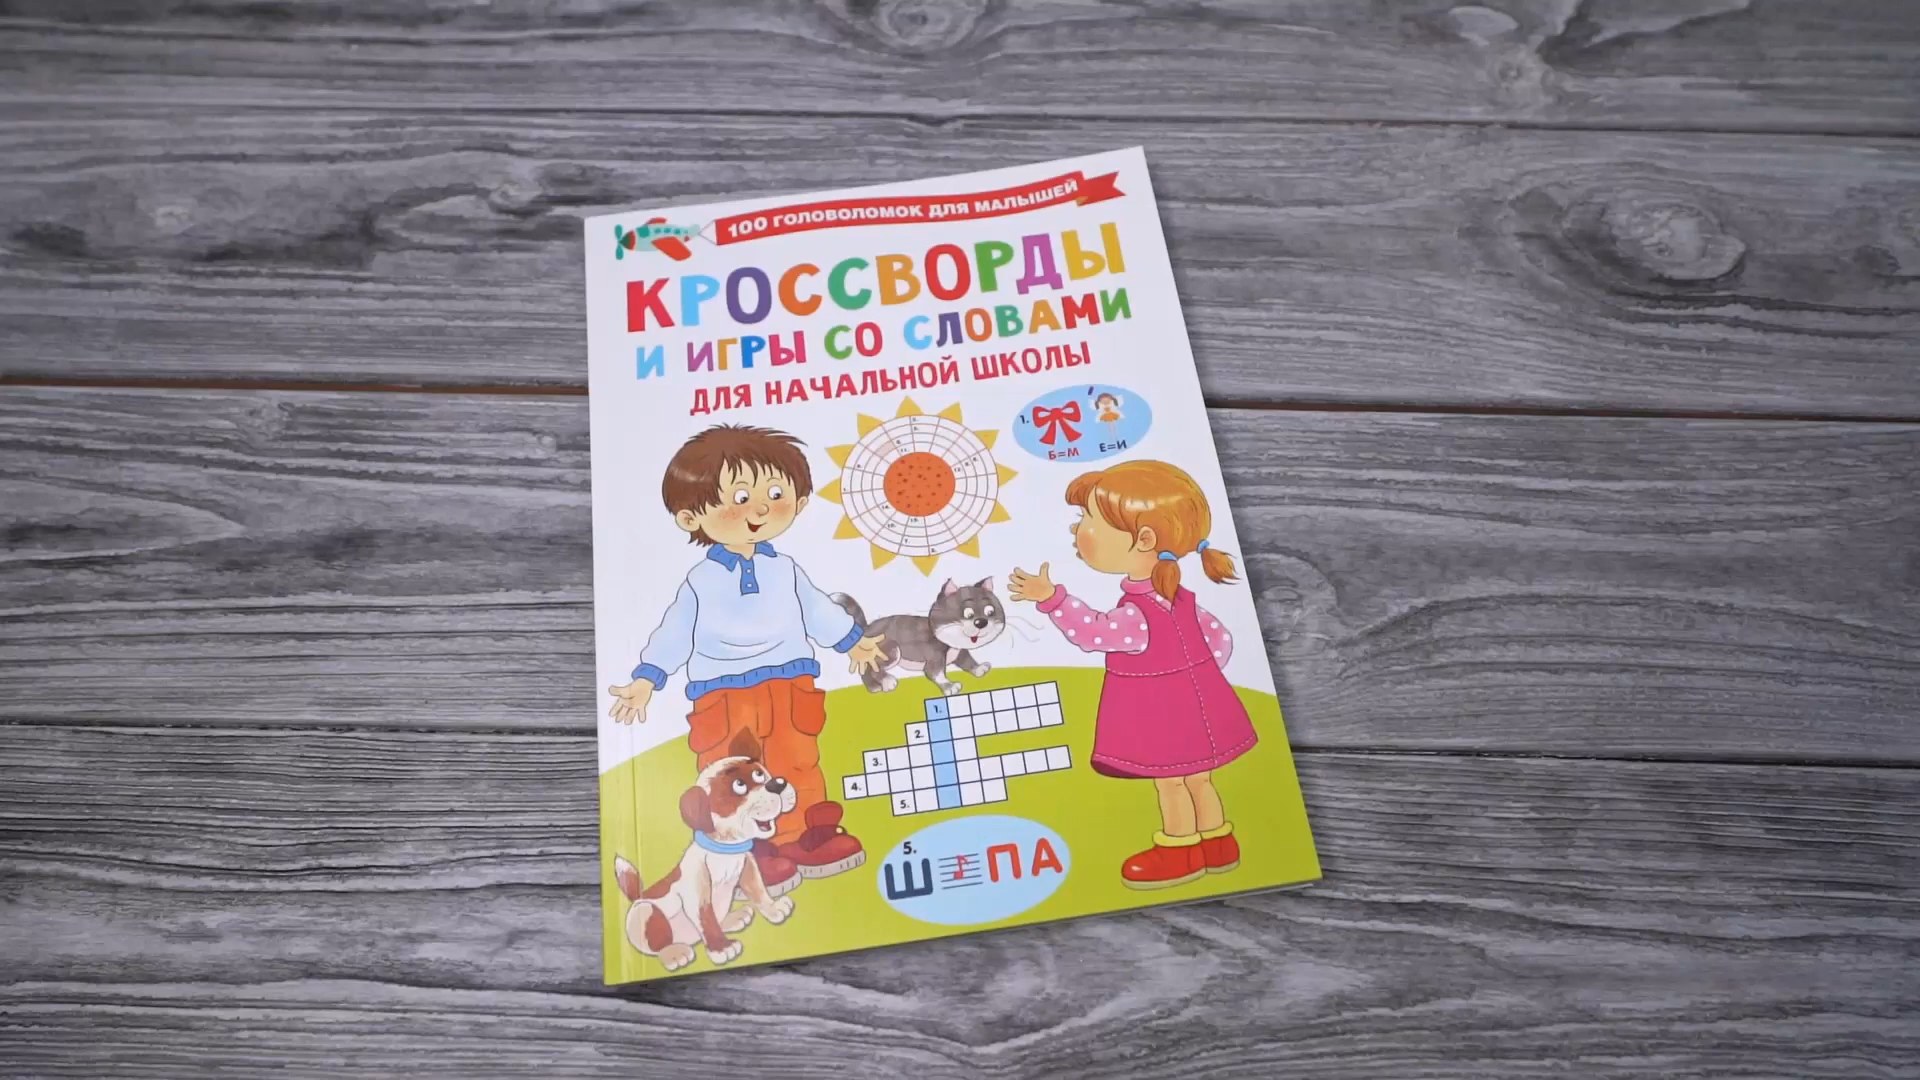 100 ГОЛОВОЛОМОК ДЛЯ МАЛЫШЕЙ
КРОССВОРДЫ
И ИГРЫ СО СЛОВАМИ
ДЛЯ НАЧАЛЬНОЙ ШКОЛЫ
1.
Б=М Е=И
1.
2.
3.
4.
5.
5.
Ш ПА